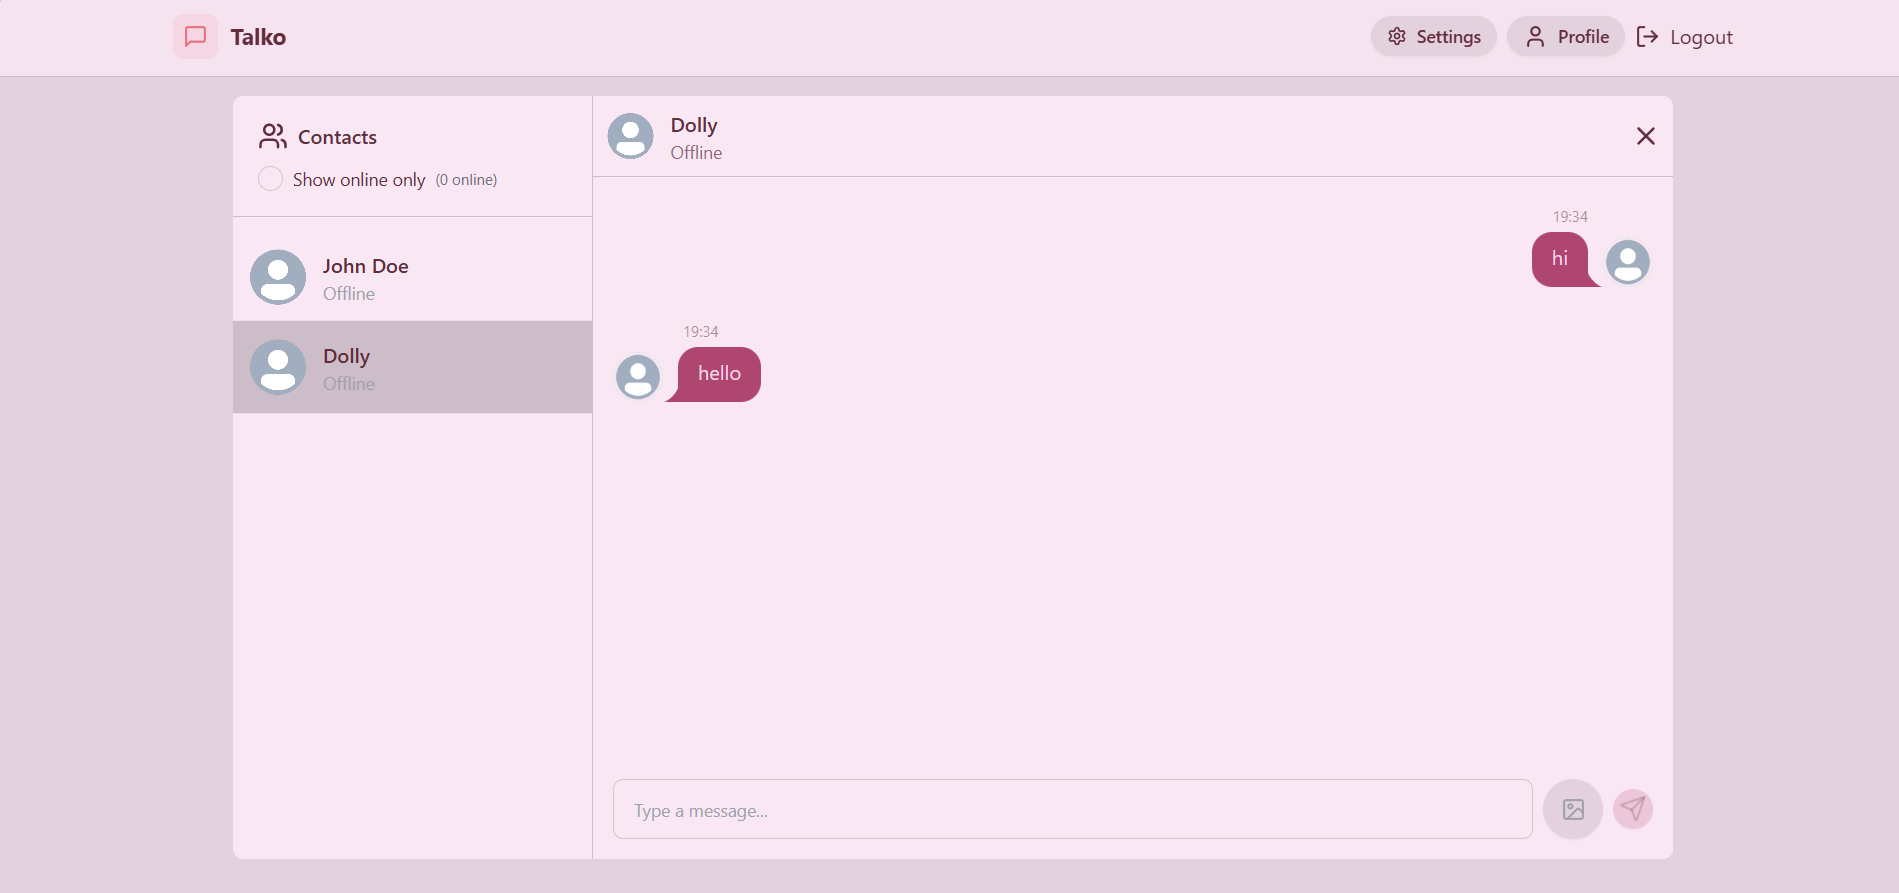 Talko
Settings Profile Logout
Contacts
Show online only (0 online)
John Doe
Offline
Dolly
Offline
Dolly
Offline
19:34
hi
19:34
hello
Type a message...